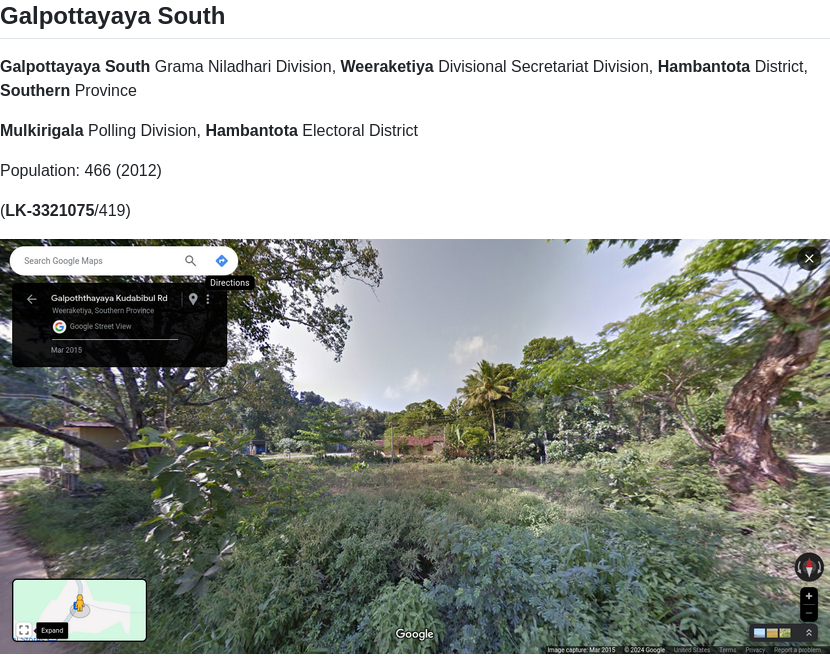 Galpottayaya South
Galpottayaya South Grama Niladhari Division, Weeraketiya Divisional Secretariat Division, Hambantota District,
Southern Province
Mulkirigala Polling Division, Hambantota Electoral District
Population: 466 (2012)
(LK-3321075/419)
Search Google Maps
Directions
Galpoththayaya Kudabibul Rd
Weeraketiya, Southern Province
Google Street View
Mar 2015
Expand
Google
Image capture: Mar 2015 © 2024 Google United States Terms Privacy Report a problem